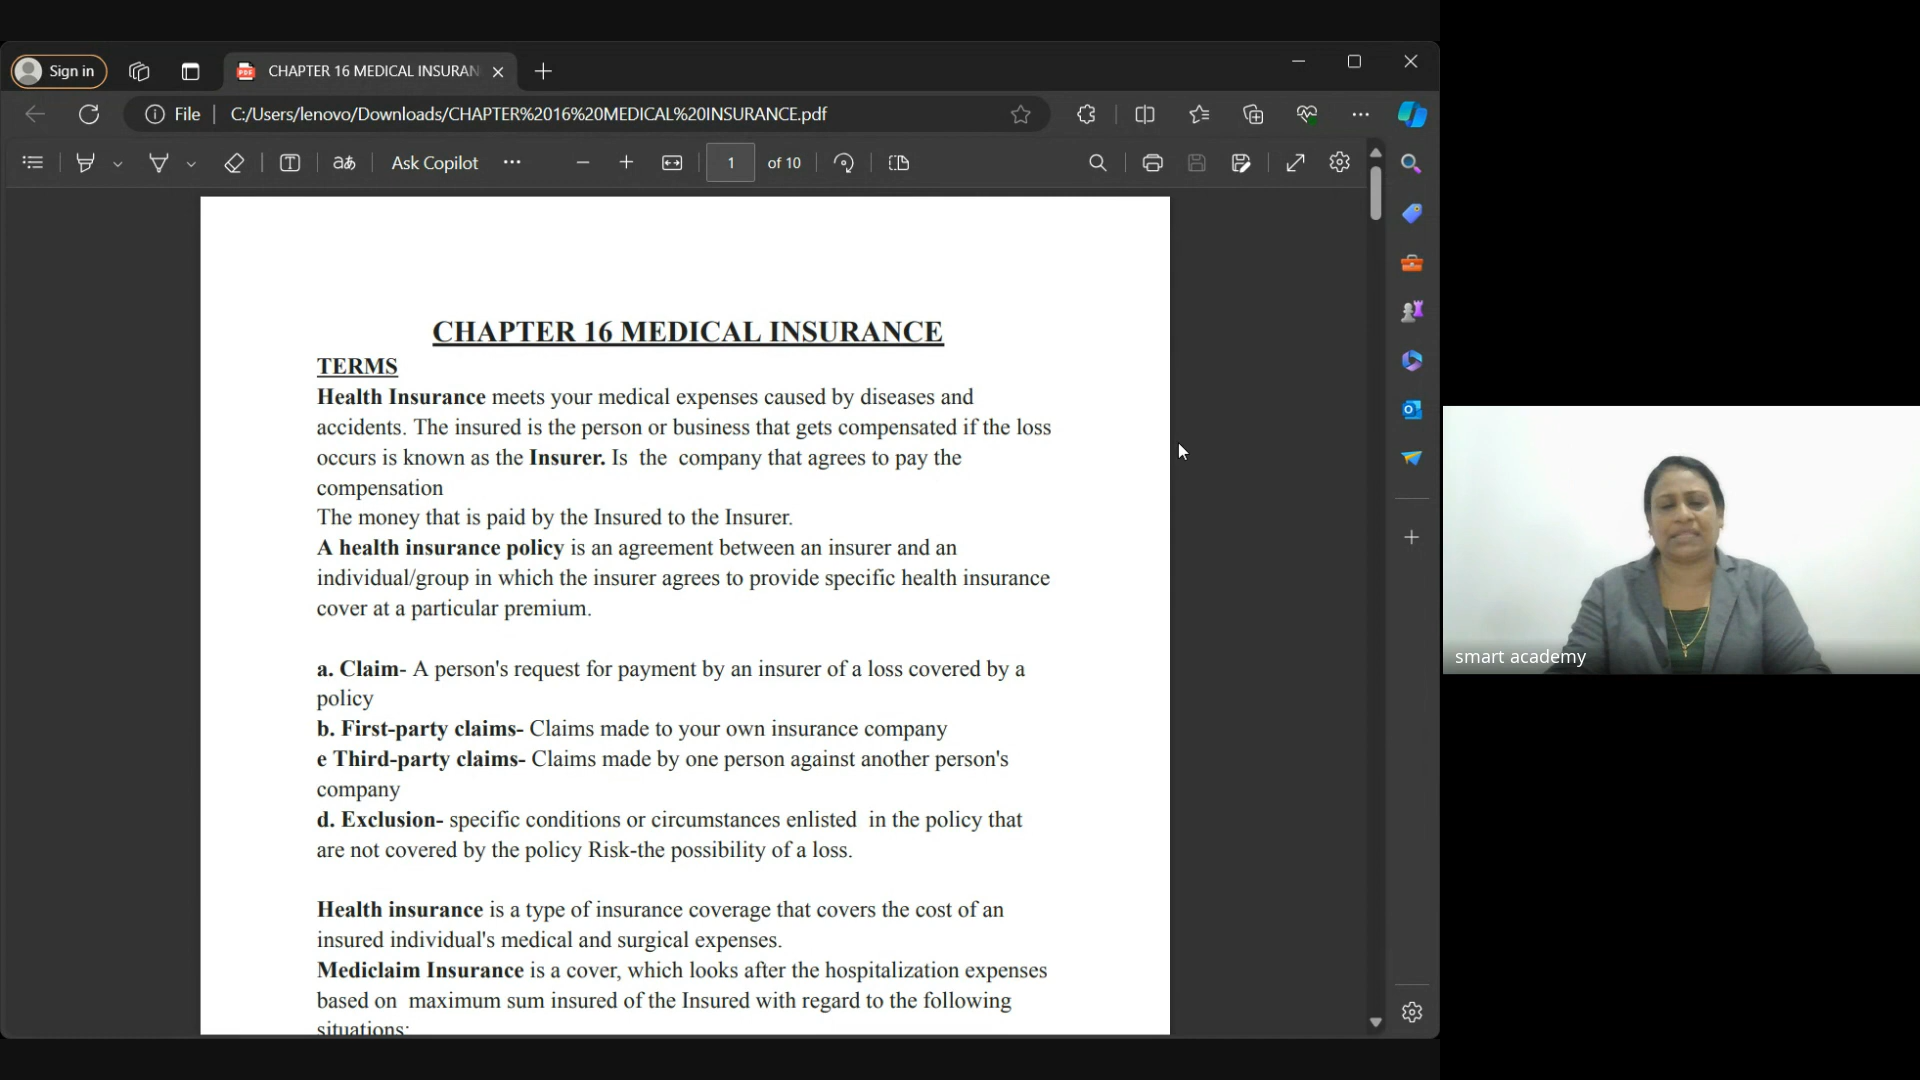 Sign in
CHAPTER 16 MEDICAL INSURAN
File
C:/Users/lenovo/Downloads/CHAPTER%2016%20MEDICAL%20INSURANCE.pdf
aあ
Ask Copilot
1
of 10
CHAPTER 16 MEDICAL INSURANCE
TERMS
Health Insurance meets your medical expenses caused by diseases and
accidents. The insured is the person or business that gets compensated if the loss
occurs is known as the Insurer. Is the company that agrees to pay the
compensation
The money that is paid by the Insured to the Insurer.
A health insurance policy is an agreement between an insurer and an
individual/group in which the insurer agrees to provide specific health insurance
cover at a particular premium.
a. Claim- A person's request for payment by an insurer of a loss covered by a
policy
b. First-party claims- Claims made to your own insurance company
e Third-party claims- Claims made by one person against another person's
company
d. Exclusion- specific conditions or circumstances enlisted in the policy that
are not covered by the policy Risk-the possibility of a loss.
Health insurance is a type of insurance coverage that covers the cost of an
insured individual's medical and surgical expenses.
Mediclaim Insurance is a cover, which looks after the hospitalization expenses
based on maximum sum insured of the Insured with regard to the following
situations:
smart academy